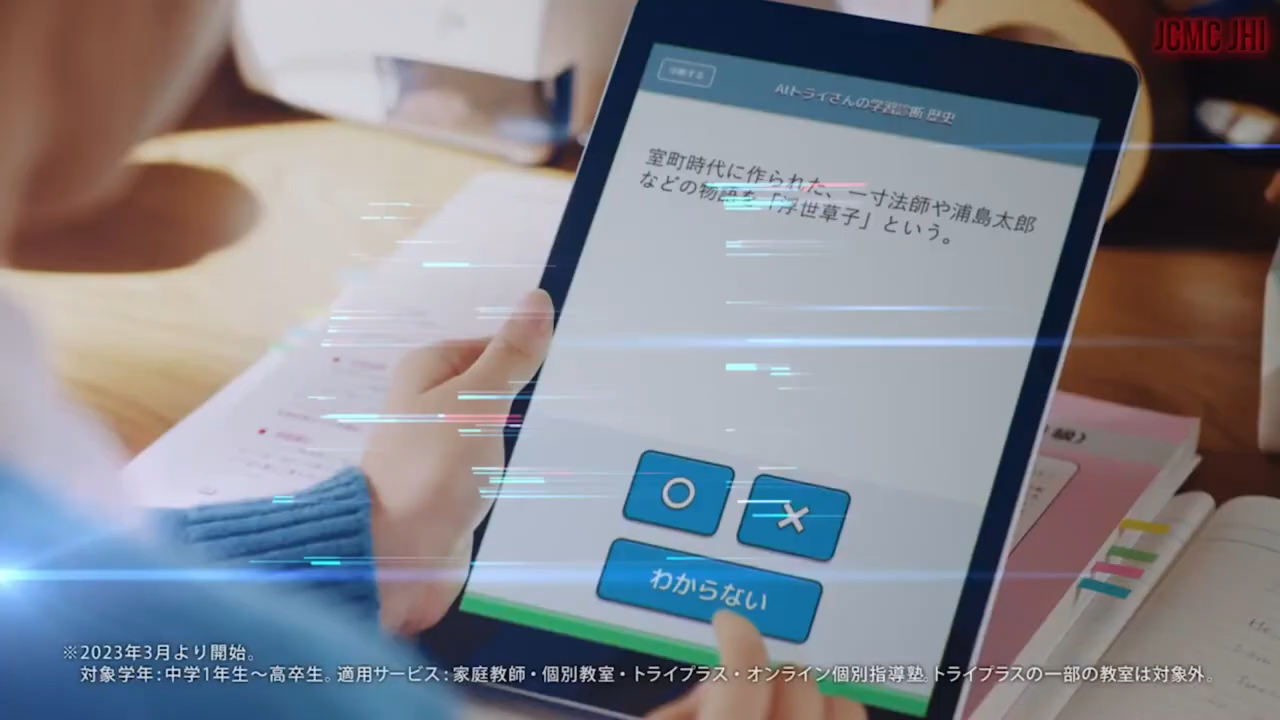 JCMC JHI
中断する
AIトライさんの学習診断 歴史
室町時代に作られた、一寸法師や浦島太郎
などの物語を「浮世草子」という。
○
×
わからない
級）
※2023年3月より開始。
対象学年：中学1年生～高卒生。適用サービス：家庭教師・個別教室・トライプラス・オンライン個別指導塾。トライプラスの一部の教室は対象外。